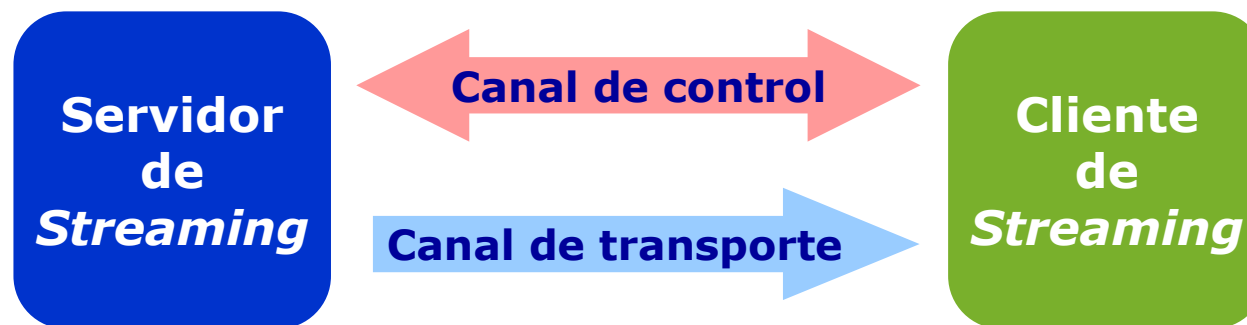 Servidor
de
Streaming
Canal de control
Canal de transporte
Cliente
de
Streaming